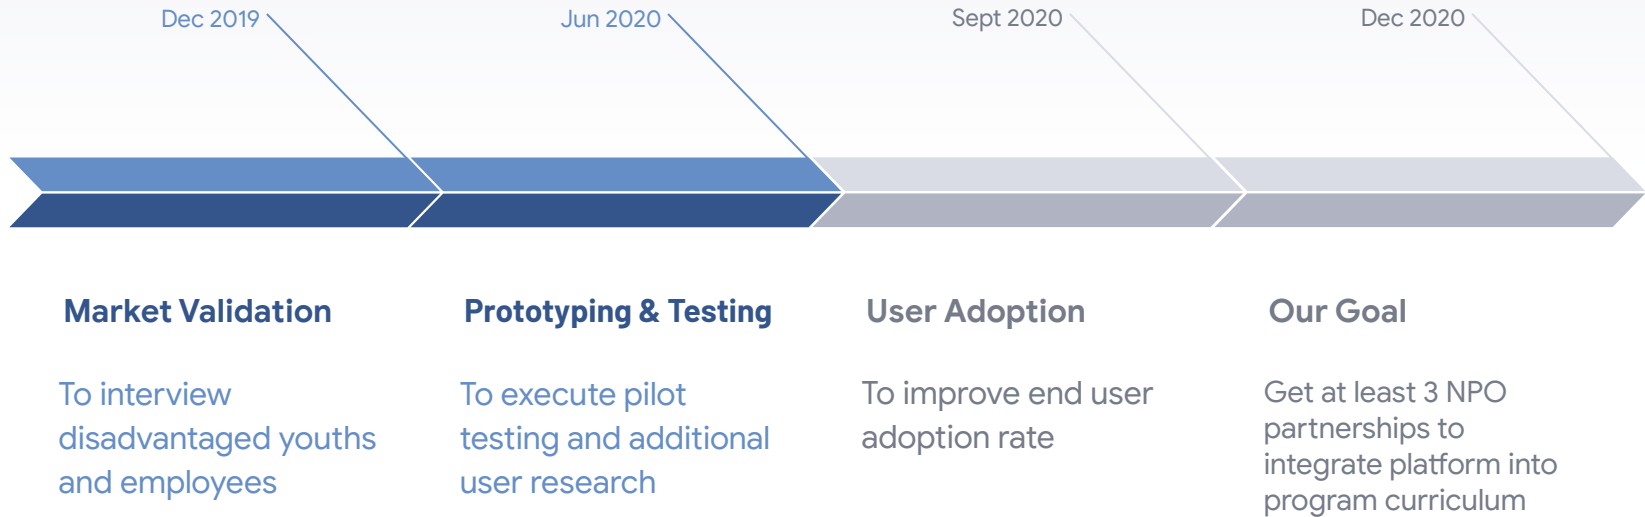 Dec 2019
Jun 2020
Sept 2020
Dec 2020
Market Validation
To interview
disadvantaged youths
and employees
Prototyping & Testing
To execute pilot
testing and additional
user research
User Adoption
To improve end user
adoption rate
Our Goal
Get at least 3 NPO
partnerships to
integrate platform into
program curriculum